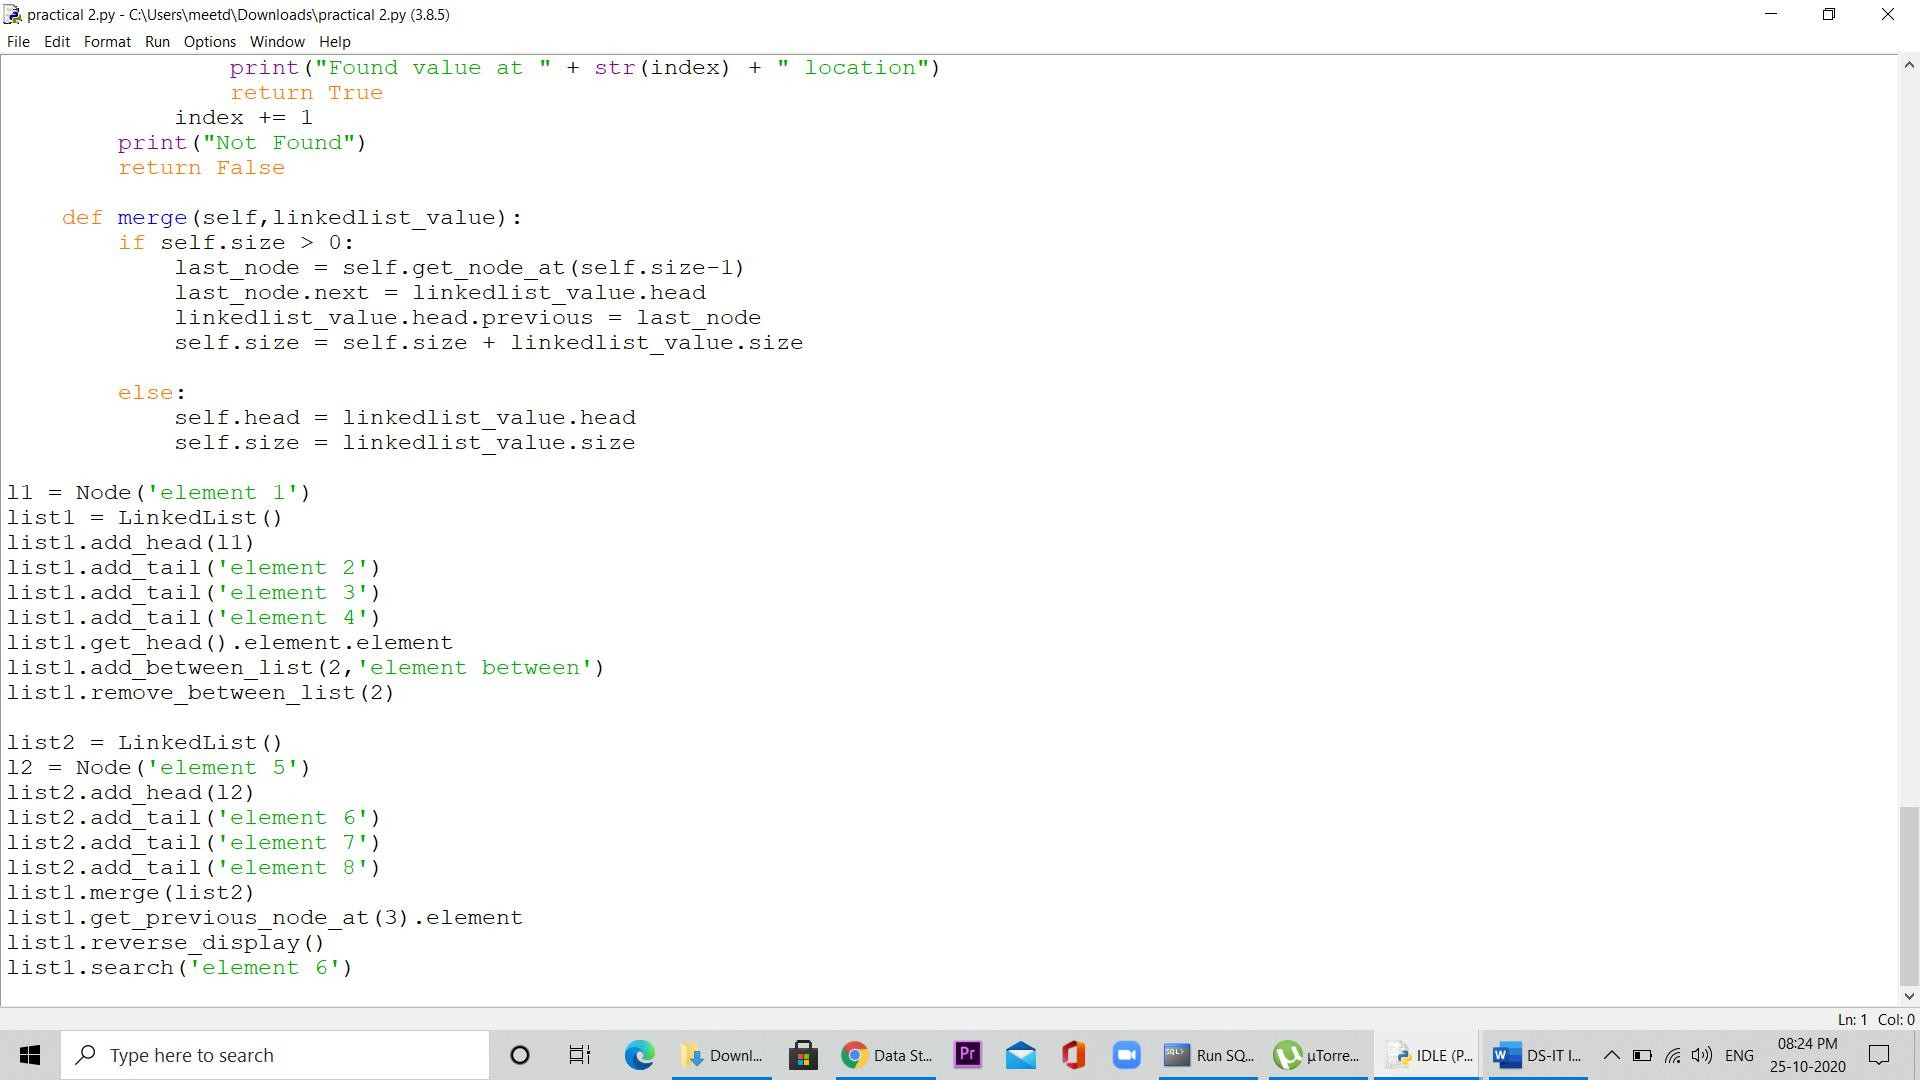 practical 2.py - C:\Users\meetd\Downloads\practical 2.py (3.8.5)
File Edit Format Run Options Window Help
                print("Found value at " + str(index) + " location")
                return True
            index += 1
        print("Not Found")
        return False

    def merge(self,linkedlist_value):
        if self.size > 0:
            last_node = self.get_node_at(self.size-1)
            last_node.next = linkedlist_value.head
            linkedlist_value.head.previous = last_node
            self.size = self.size + linkedlist_value.size

        else:
            self.head = linkedlist_value.head
            self.size = linkedlist_value.size

l1 = Node('element 1')
list1 = LinkedList()
list1.add_head(l1)
list1.add_tail('element 2')
list1.add_tail('element 3')
list1.add_tail('element 4')
list1.get_head().element.element
list1.add_between_list(2,'element between')
list1.remove_between_list(2)

list2 = LinkedList()
l2 = Node('element 5')
list2.add_head(l2)
list2.add_tail('element 6')
list2.add_tail('element 7')
list2.add_tail('element 8')
list1.merge(list2)
list1.get_previous_node_at(3).element
list1.reverse_display()
list1.search('element 6')
Ln: 1 Col: 0
Type here to search
Downl...
Data St...
Pr
SQL>
Run SQ...
µTorre...
IDLE (P...
W
DS-IT I...
ENG
08:24 PM
25-10-2020